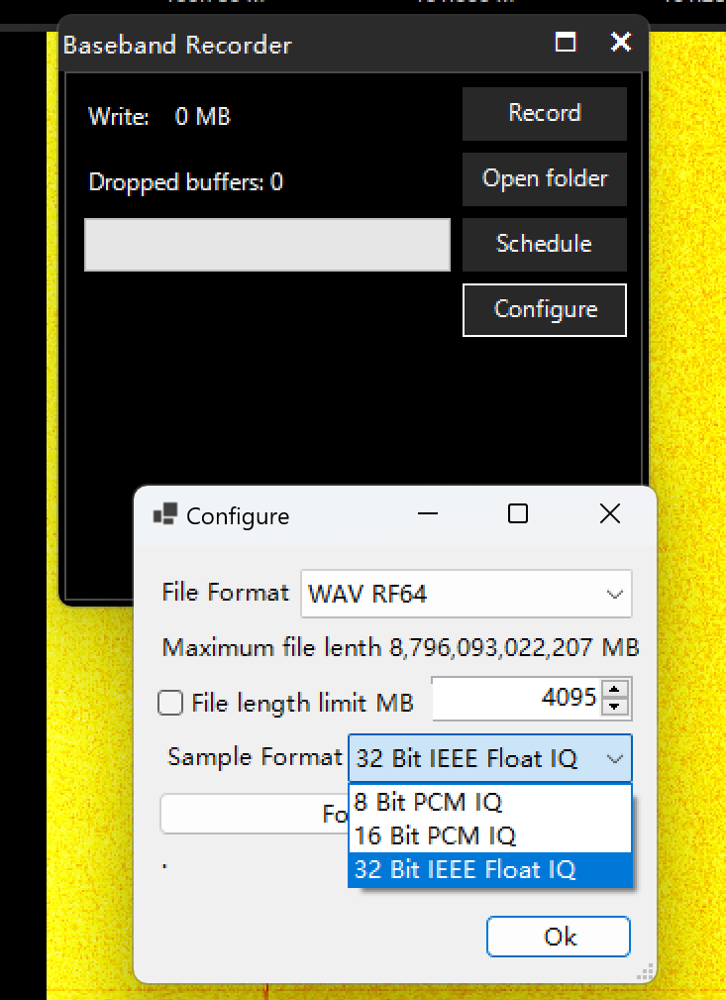 Baseband Recorder
Write: 0 MB
Record
Dropped buffers: 0
Open folder
Schedule
Configure
Configure
File Format WAV RF64
Maximum file lenth 8,796,093,022,207 MB
File length limit MB 4095
Sample Format 32 Bit IEEE Float IQ
Fo
8 Bit PCM IQ
16 Bit PCM IQ
32 Bit IEEE Float IQ
.
Ok